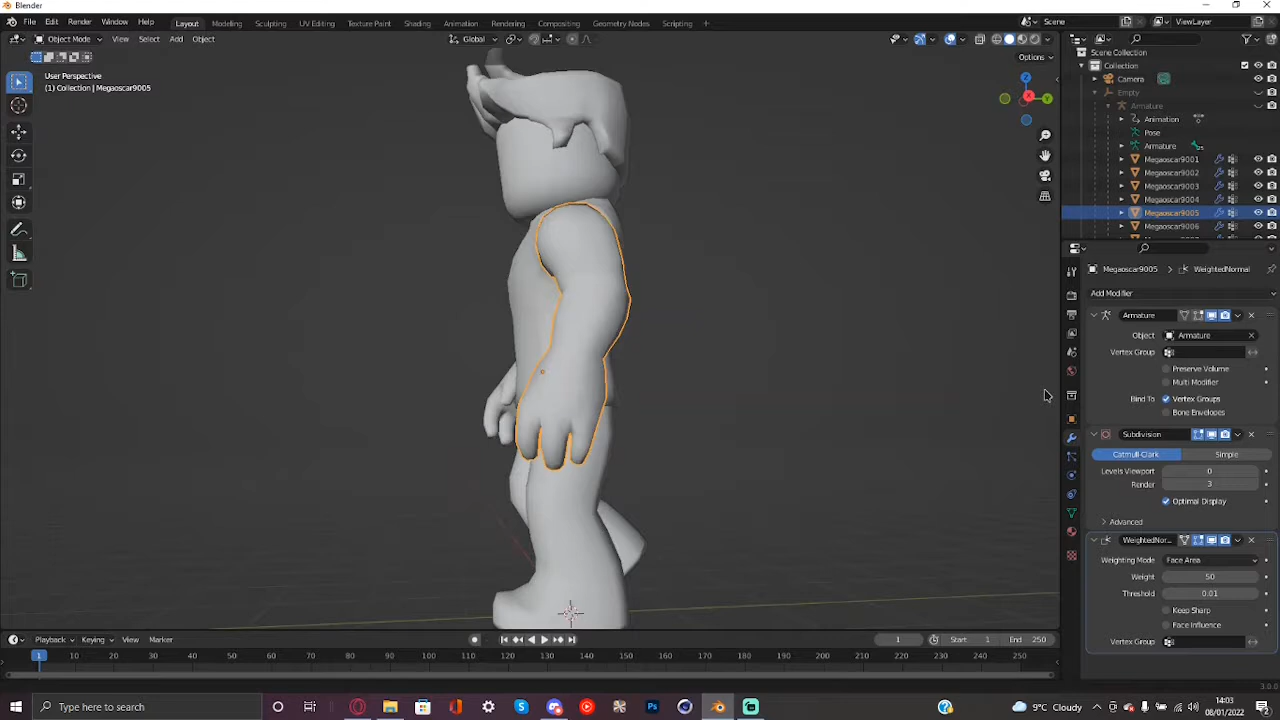 Blender
File Edit Render Window Help Layout Modeling Sculpting UV Editing Texture Paint Shading Animation Rendering Compositing Geometry Nodes Scripting + Scene ViewLayer
Object Mode View Select Add Object Global
Options
User Perspective
(1) Collection | Megaoscar9005
Scene Collection
Collection
Camera
Empty
Armature
Animation
Pose
Armature
Megaoscar9001
Megaoscar9002
Megaoscar9003
Megaoscar9004
Megaoscar9005
Megaoscar9006
Megaoscar9005 > WeightedNormal
Add Modifier
Armature
Object Armature
Vertex Group
Preserve Volume
Multi Modifier
Bind To Vertex Groups
Bone Envelopes
Subdivision
Catmull-Clark Simple
Levels Viewport 0
Render 3
Optimal Display
Advanced
WeightedNor...
Weighting Mode Face Area
Weight 50
Threshold 0.01
Keep Sharp
Face Influence
Vertex Group
Playback Keying View Marker 1 Start 1 End 250
1 10 20 30 40 50 60 70 80 90 100 110 120 130 140 150 160 170 180 190 200 210 220 230 240 250
3.0.0
Type here to search 9°C Cloudy 14:03
08/01/2022